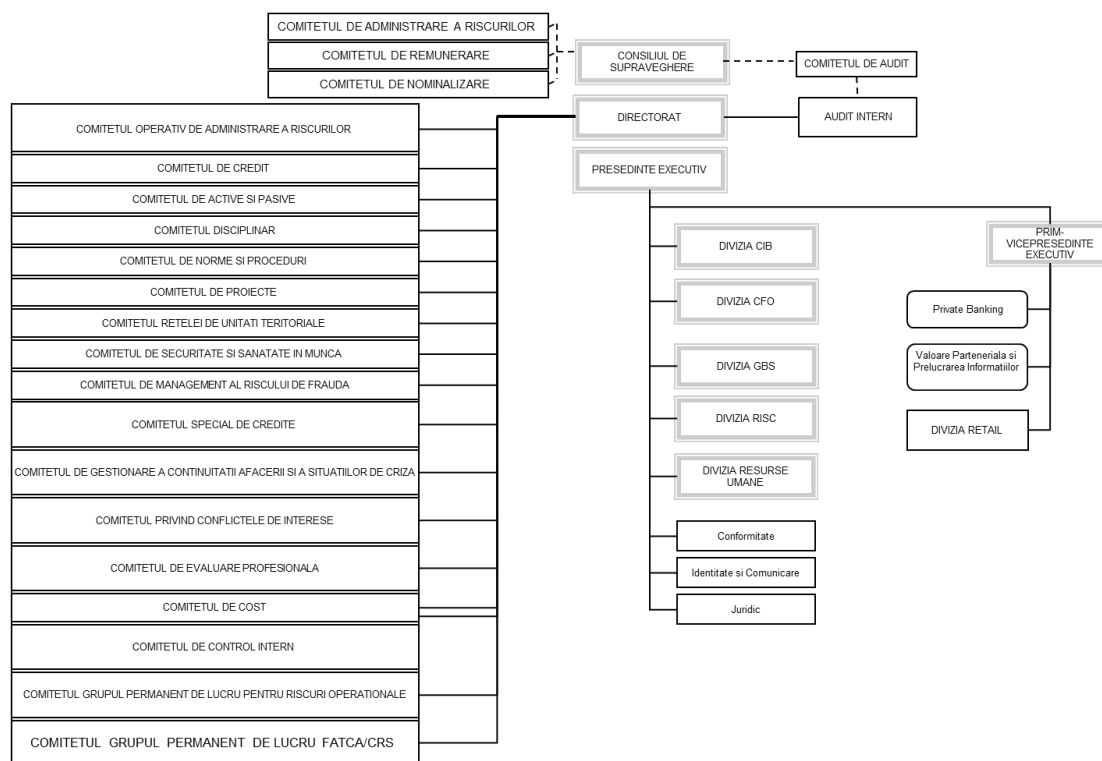 COMITETUL DE ADMINISTRARE A RISCURILOR
COMITETUL DE REMUNERARE
COMITETUL DE NOMINALIZARE
CONSILIUL DE
SUPRAVEGHERE
COMITETUL DE AUDIT
DIRECTORAT
AUDIT INTERN
PRESEDINTE EXECUTIV
COMITETUL OPERATIV DE ADMINISTRARE A RISCURILOR
COMITETUL DE CREDIT
COMITETUL DE ACTIVE SI PASIVE
COMITETUL DISCIPLINAR
COMITETUL DE NORME SI PROCEDURI
COMITETUL DE PROIECTE
COMITETUL RETELEI DE UNITATI TERITORIALE
COMITETUL DE SECURITATE SI SANATATE IN MUNCA
COMITETUL DE MANAGEMENT AL RISCULUI DE FRAUDA
COMITETUL SPECIAL DE CREDITE
COMITETUL DE GESTIONARE A CONTINUITATII AFACERII SI A SITUATIILOR DE CRIZA
COMITETUL PRIVIND CONFLICTELE DE INTERESE
COMITETUL DE EVALUARE PROFESIONALA
COMITETUL DE COST
COMITETUL DE CONTROL INTERN
COMITETUL GRUPUL PERMANENT DE LUCRU PENTRU RISCURI OPERATIONALE
COMITETUL GRUPUL PERMANENT DE LUCRU FATCA/CRS
DIVIZIA CIB
DIVIZIA CFO
DIVIZIA GBS
DIVIZIA RISC
DIVIZIA RESURSE
UMANE
Conformitate
Identitate si Comunicare
Juridic
PRIM-
VICEPRESEDINTE
EXECUTIV
Private Banking
Valoare Parteneriala si
Prelucrarea Informatiilor
DIVIZIA RETAIL